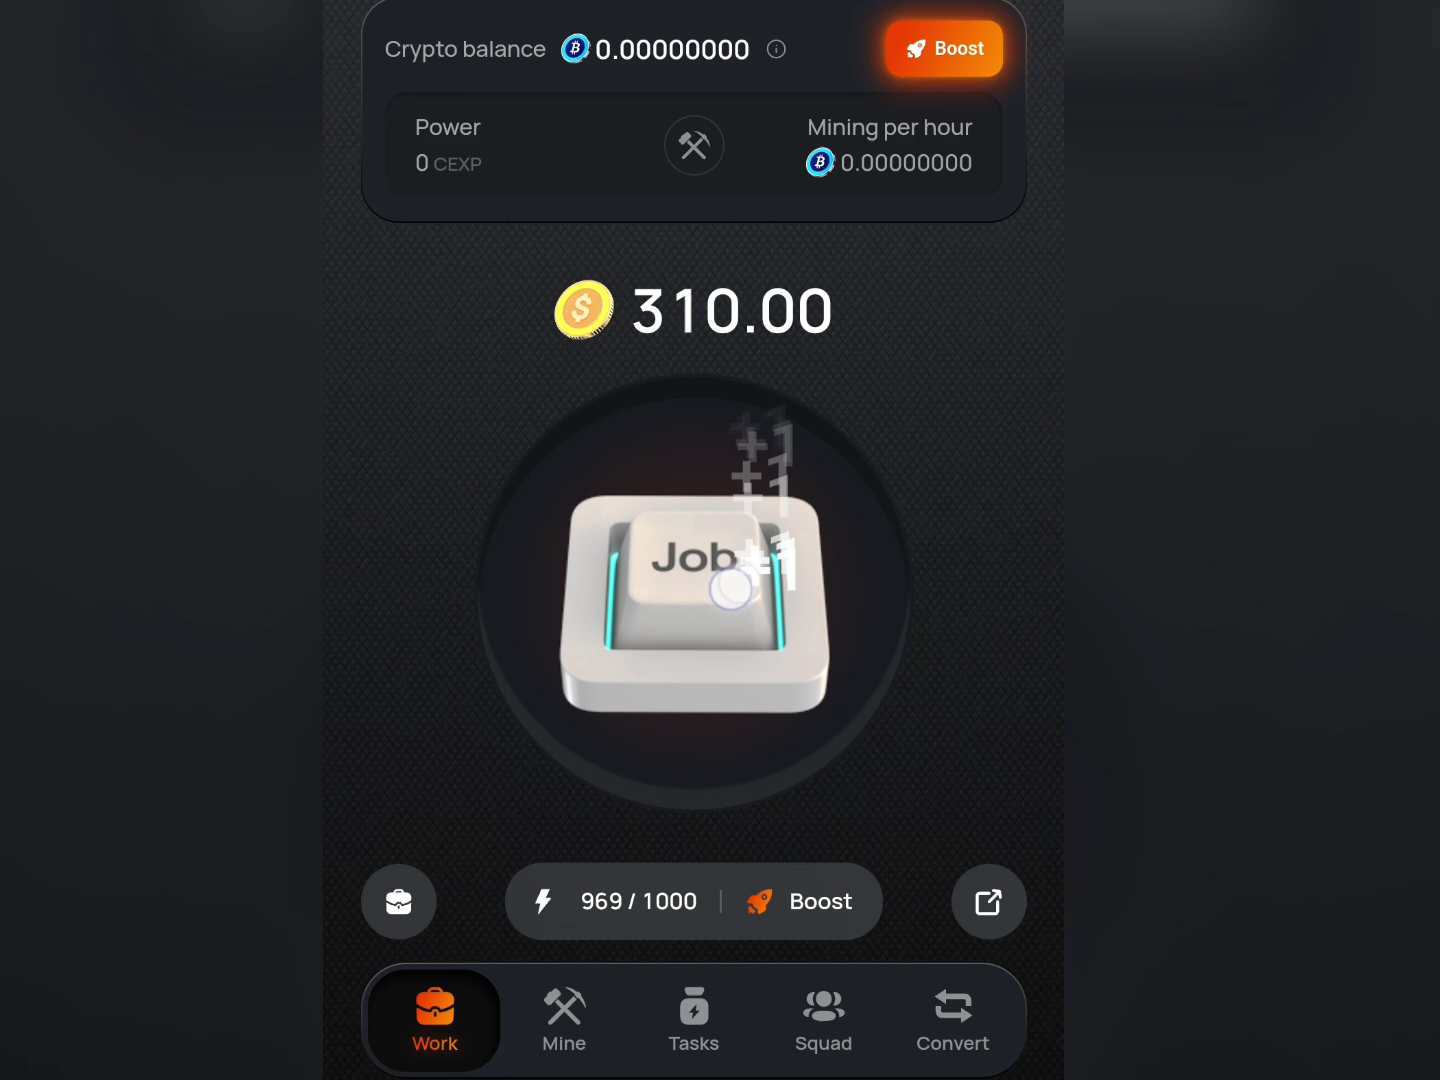 Crypto balance 0.00000000 Boost
Power
0 CEXP
Mining per hour
0.00000000
310.00
+1
+1
+1
+1
Job
969 / 1000 | Boost
Work
Mine
Tasks
Squad
Convert